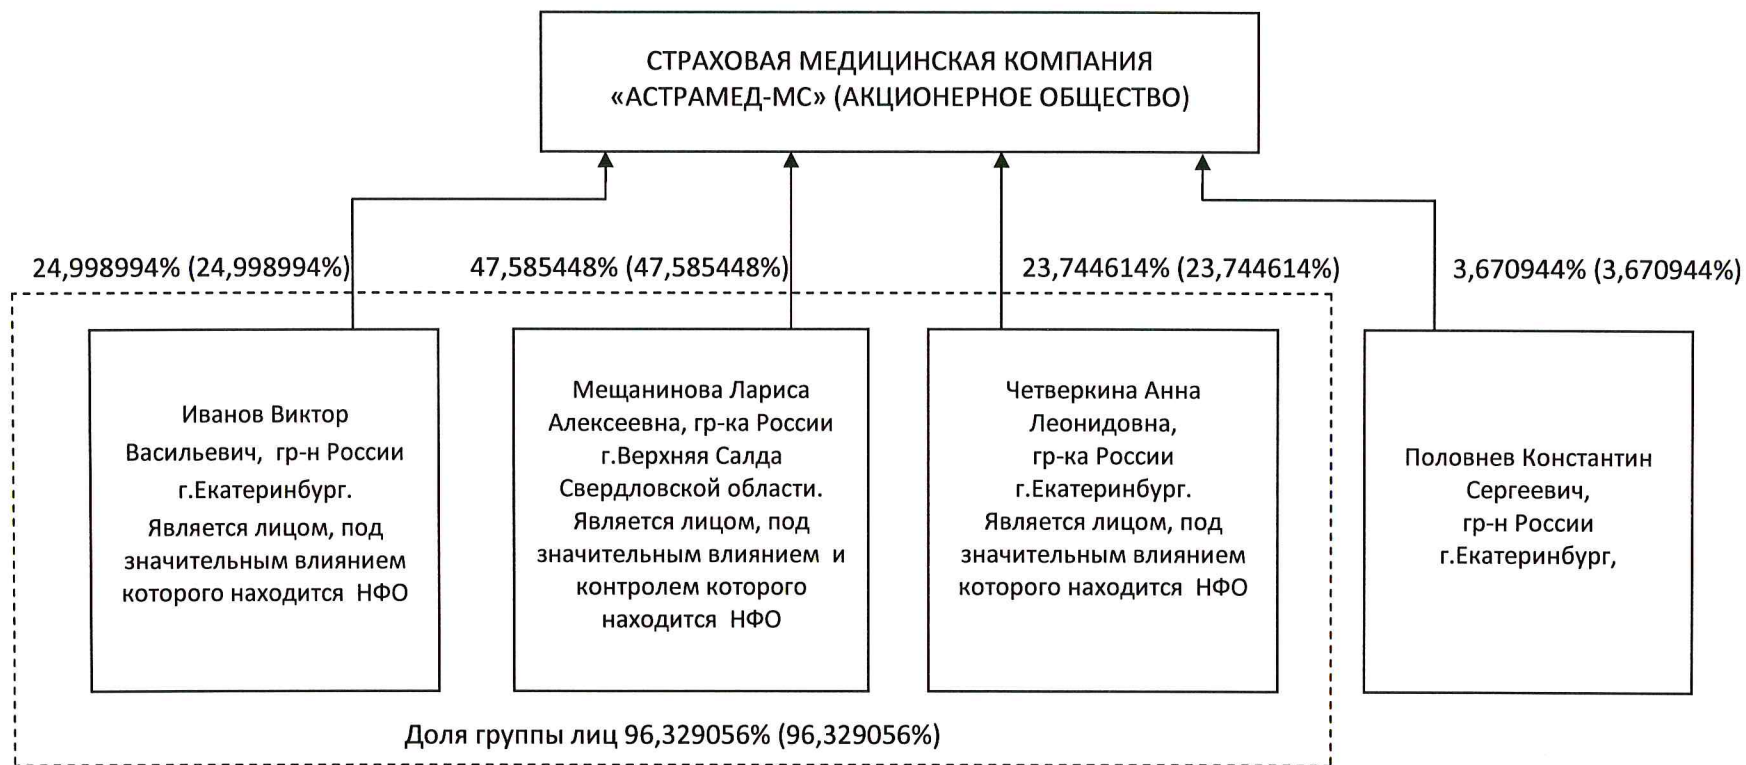 СТРАХОВАЯ МЕДИЦИНСКАЯ КОМПАНИЯ
«АСТРАМЕД-МС» (АКЦИОНЕРНОЕ ОБЩЕСТВО)
24,998994% (24,998994%)
47,585448% (47,585448%)
23,744614% (23,744614%)
3,670944% (3,670944%)
Иванов Виктор
Васильевич, гр-н России
г.Екатеринбург.
Является лицом, под
значительным влиянием
которого находится НФО
Мещанинова Лариса
Алексеевна, гр-ка России
г.Верхняя Салда
Свердловской области.
Является лицом, под
значительным влиянием и
контролем которого
находится НФО
Четверкина Анна
Леонидовна,
гр-ка России
г.Екатеринбург.
Является лицом, под
значительным влиянием
которого находится НФО
Половнев Константин
Сергеевич,
гр-н России
г.Екатеринбург,
Доля группы лиц 96,329056% (96,329056%)